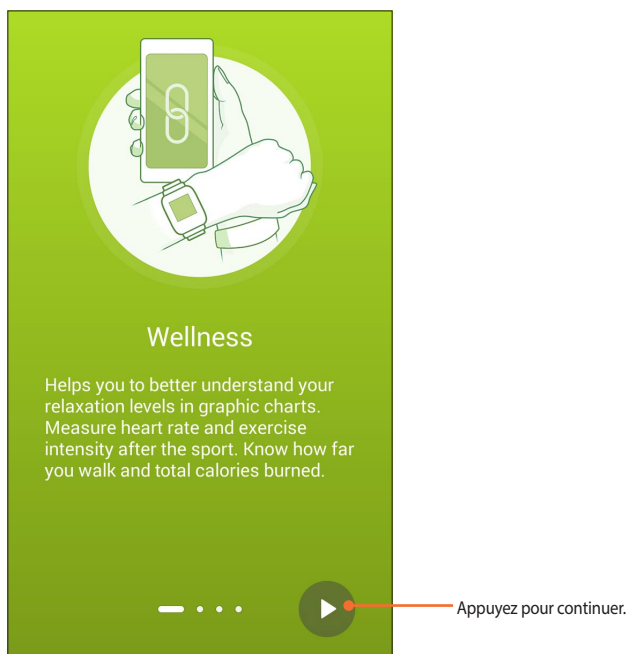 Wellness
Helps you to better understand your
relaxation levels in graphic charts.
Measure heart rate and exercise
intensity after the sport. Know how far
you walk and total calories burned.
Appuyez pour continuer.